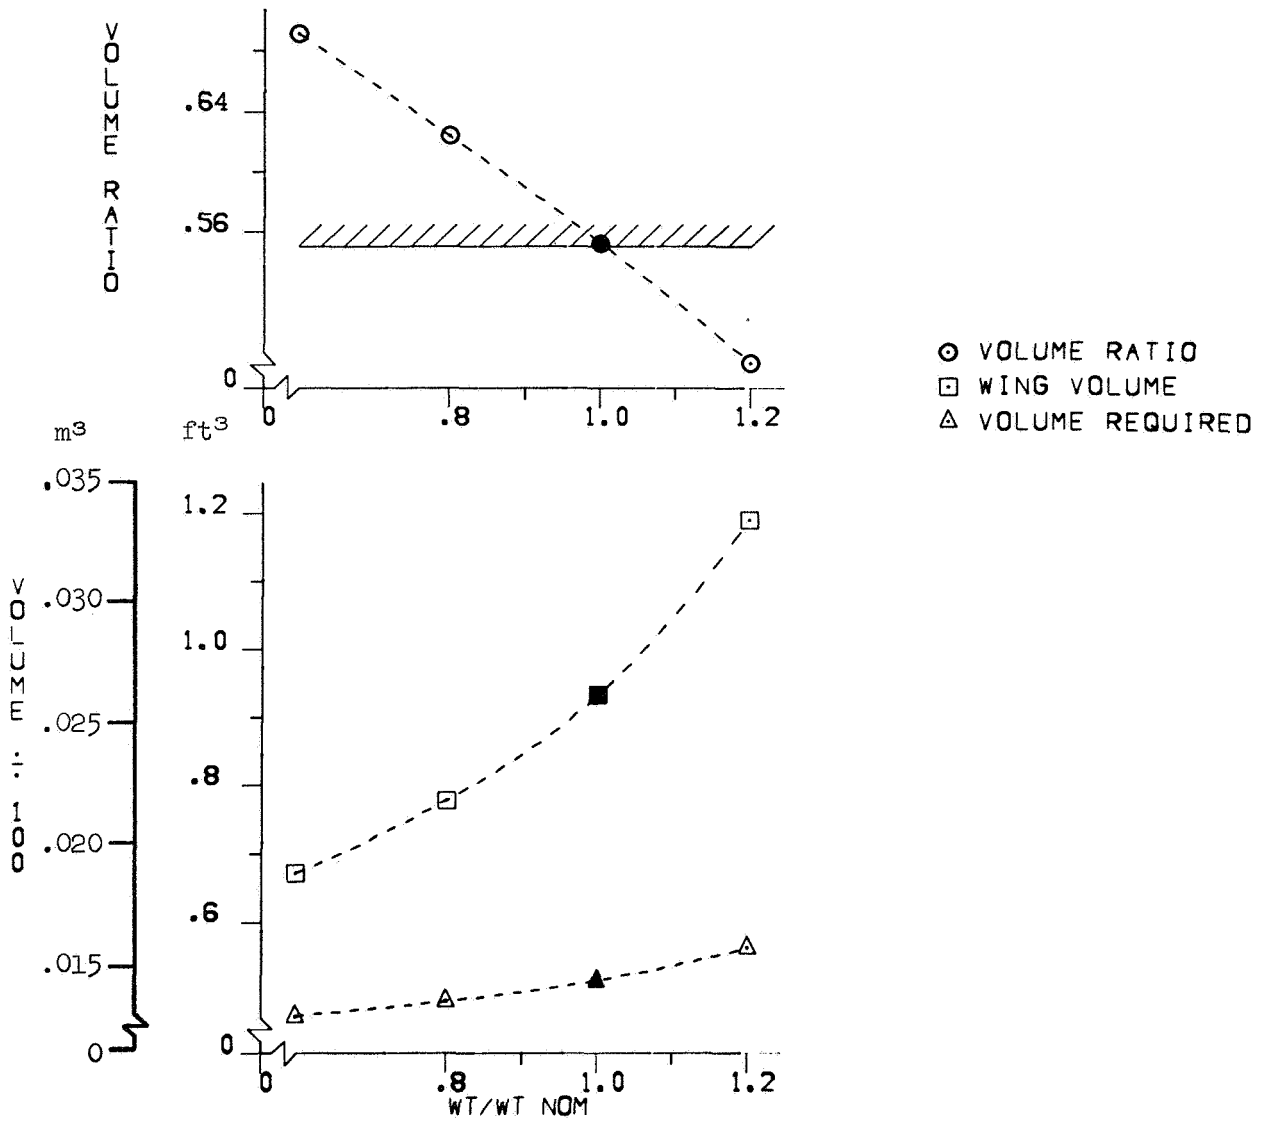 VOLUME RATIO
.64
.56
0
0 .8 1.0 1.2
VOLUME RATIO
WING VOLUME
VOLUME REQUIRED
m³ ft³
VOLUME ÷ 100
.035
.030
.025
.020
.015
0
1.2
1.0
.8
.6
0
0 .8 1.0 1.2
WT/WT NOM